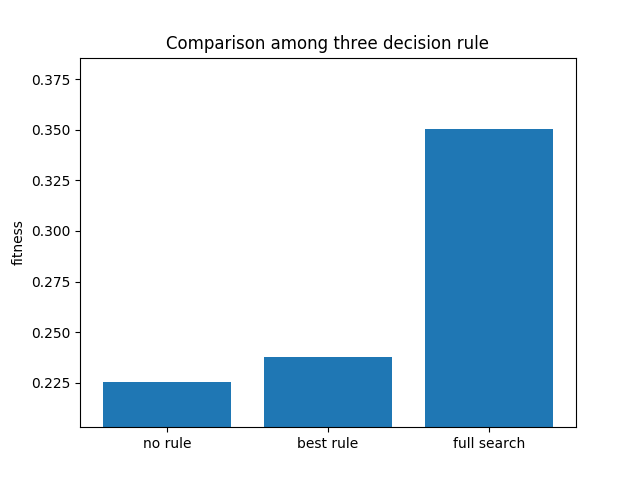 Comparison among three decision rule
0.375
0.350
0.325
0.300
0.275
0.250
0.225
fitness
no rule
best rule
full search